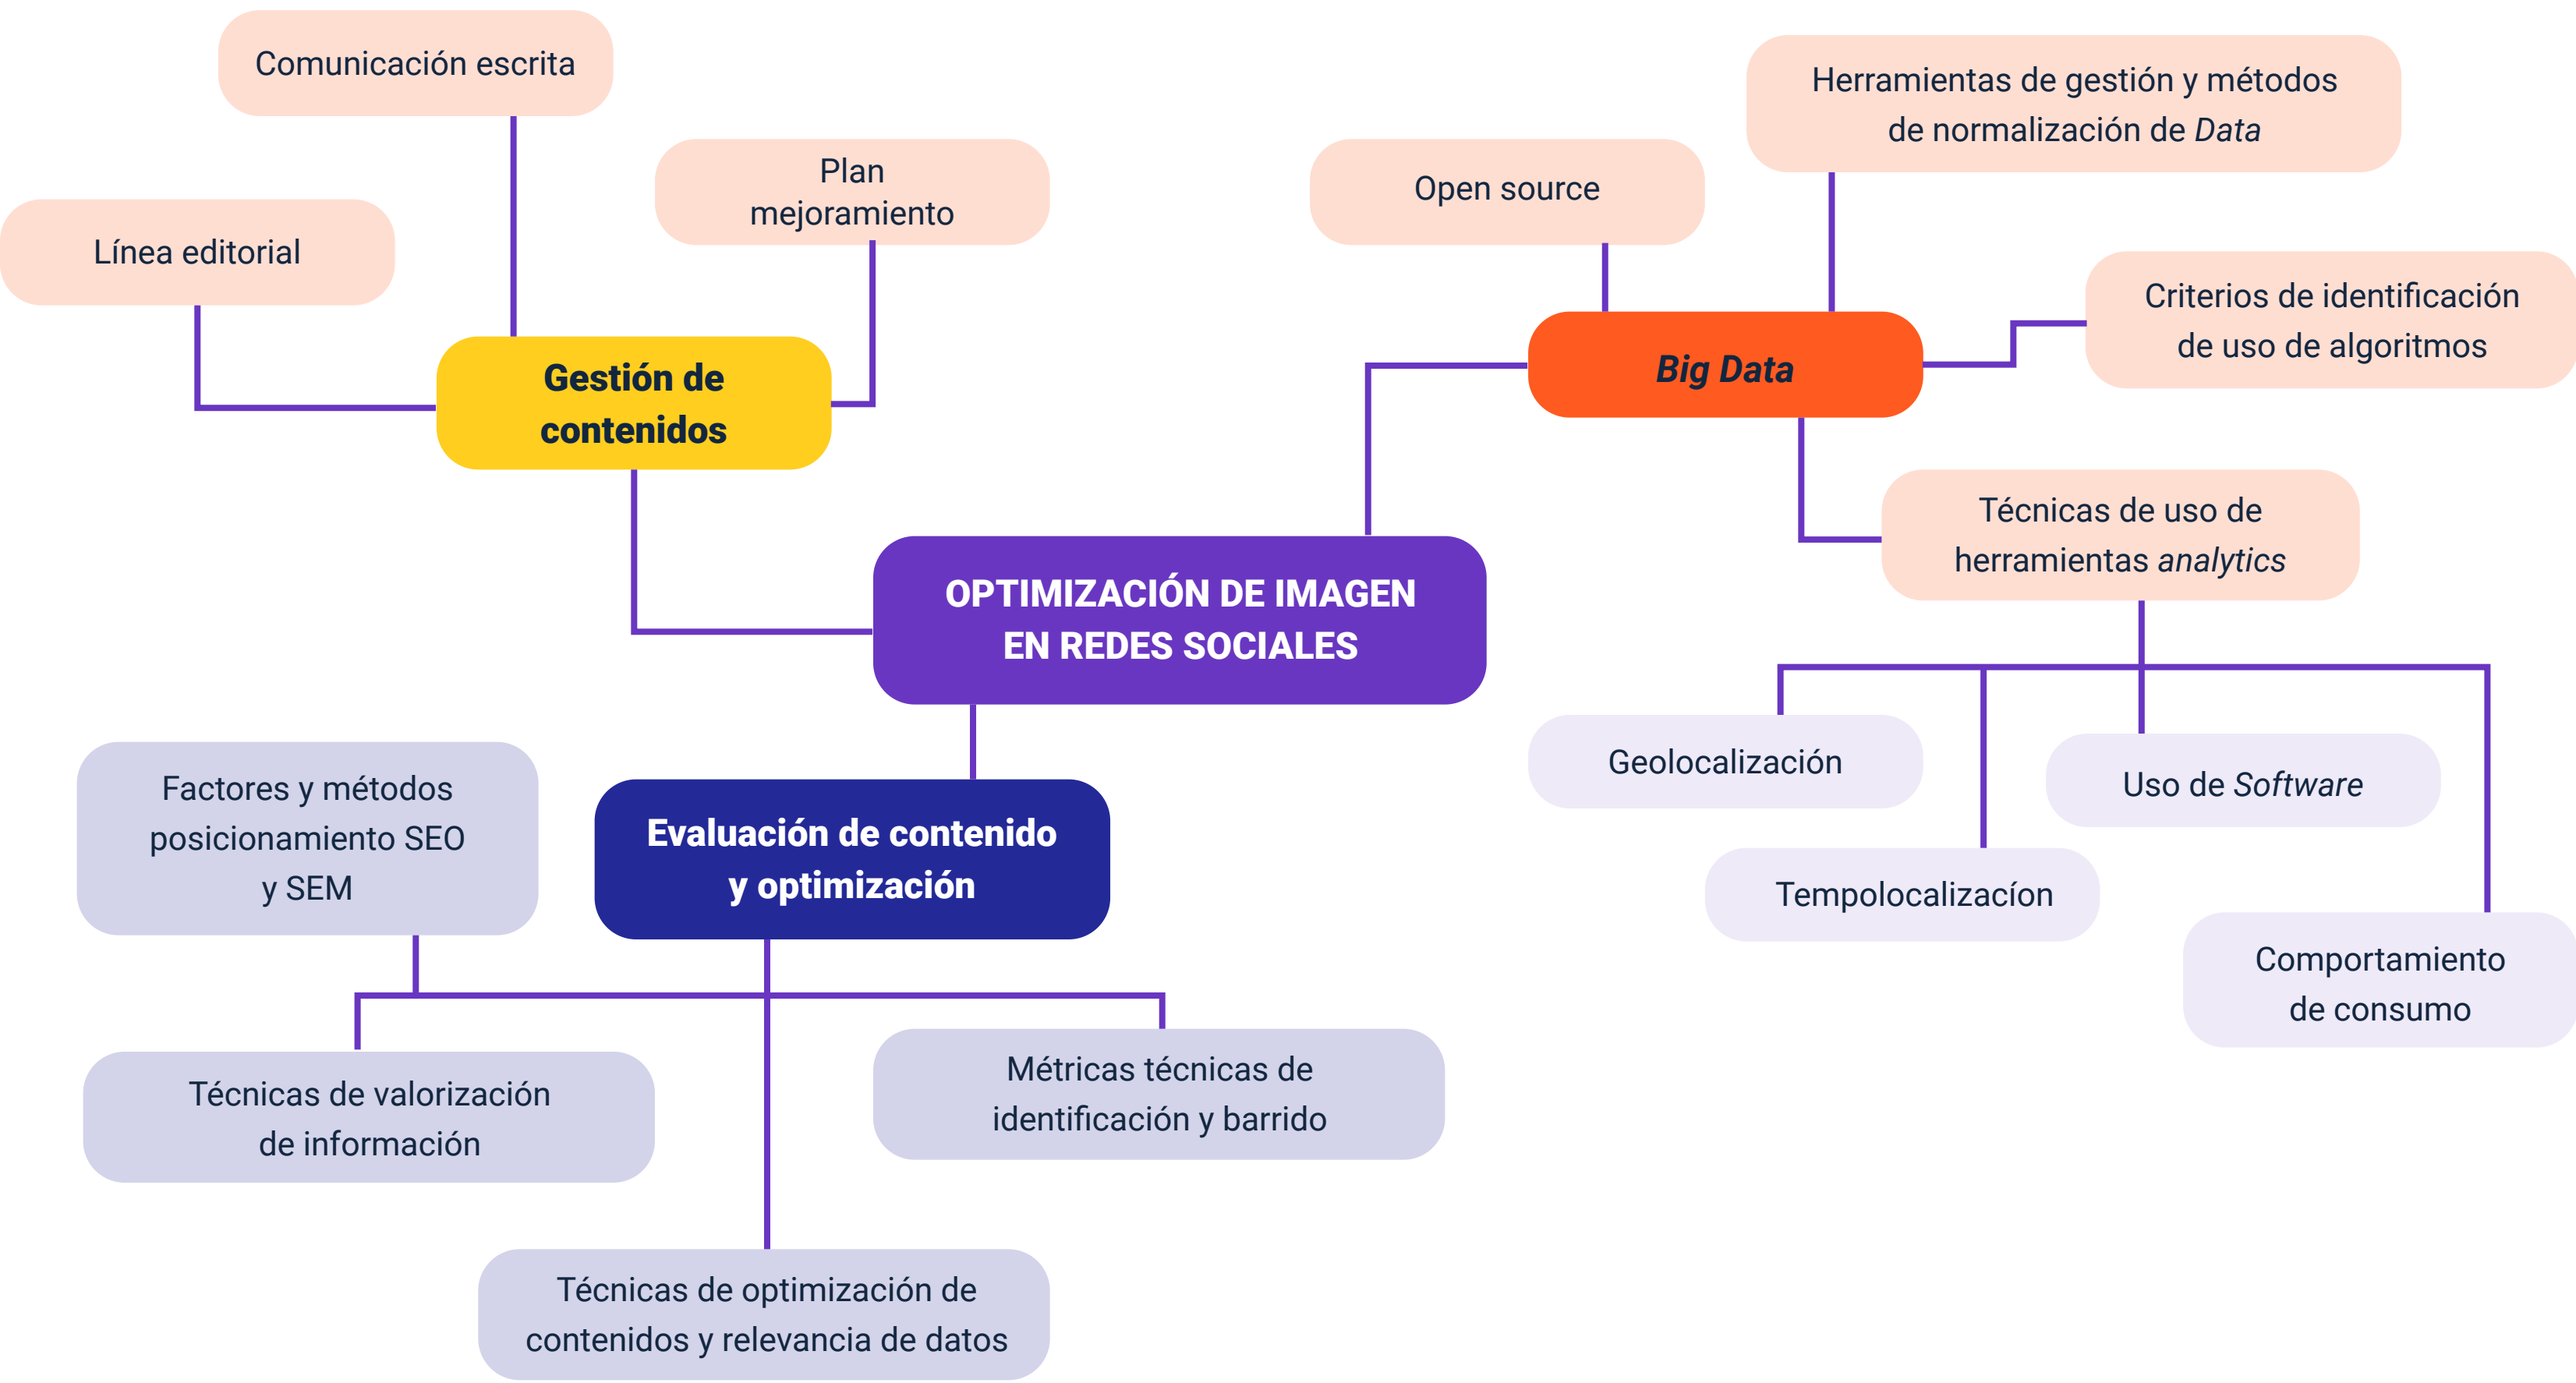 Comunicación escrita
Herramientas de gestión y métodos
de normalización de Data
Plan
mejoramiento
Open source
Línea editorial
Criterios de identificación
de uso de algoritmos
Gestión de
contenidos
Big Data
Técnicas de uso de
herramientas analytics
OPTIMIZACIÓN DE IMAGEN
EN REDES SOCIALES
Geolocalización
Uso de Software
Factores y métodos
posicionamiento SEO
y SEM
Evaluación de contenido
y optimización
Tempolocalizacíon
Comportamiento
de consumo
Técnicas de valorización
de información
Métricas técnicas de
identificación y barrido
Técnicas de optimización de
contenidos y relevancia de datos